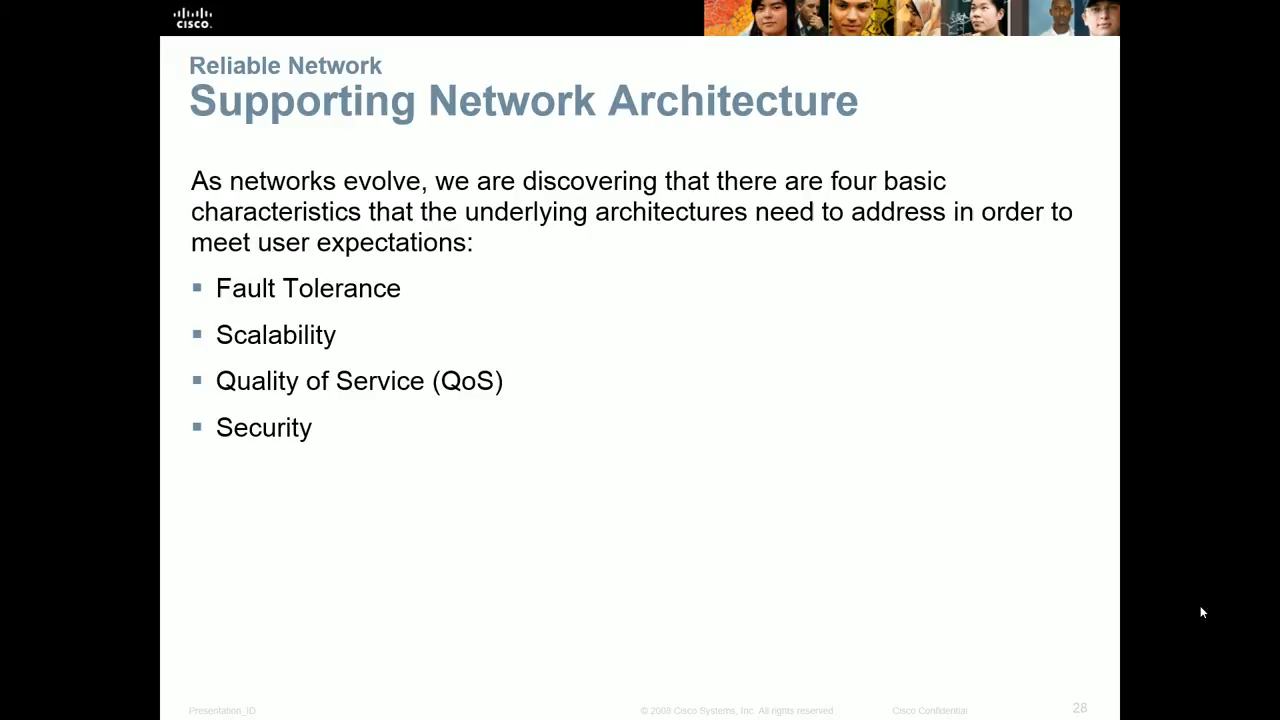 CISCO.
Reliable Network
Supporting Network Architecture
As networks evolve, we are discovering that there are four basic
characteristics that the underlying architectures need to address in order to
meet user expectations:
▪ Fault Tolerance
▪ Scalability
▪ Quality of Service (QoS)
▪ Security
Presentation_ID
© 2008 Cisco Systems, Inc. All rights reserved
Cisco Confidential
28